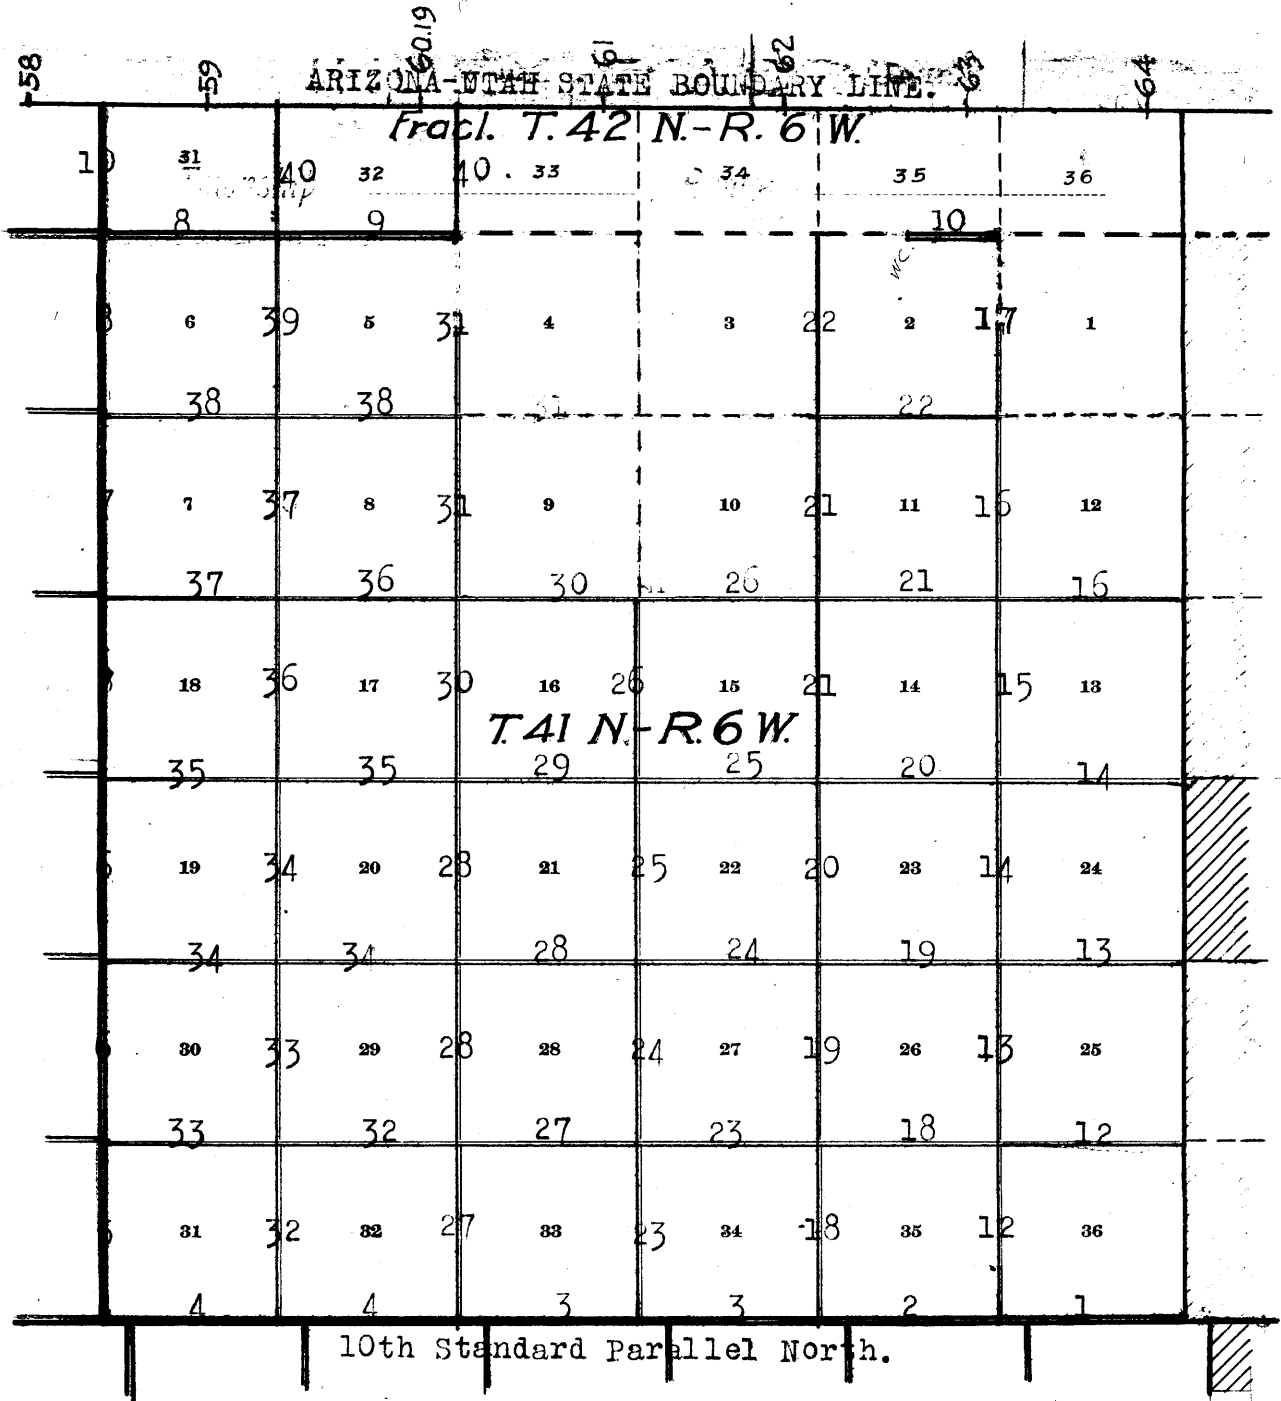 58 59 60.19 61 62 63 64
ARIZONA-UTAH STATE BOUNDARY LINE.
Fracl. T. 42 N.-R. 6 W.
10 31 40 32 40. 33 34 35 36
8 9 10
WC.
8 6 39 5 31 4 3 22 2 17 1
38 38 31 22
7 7 37 8 31 9 10 21 11 16 12
37 36 30 26 21 16
18 36 17 30 16 26 15 21 14 15 13
T. 41 N.-R. 6 W.
35 35 29 25 20 14
19 34 20 28 21 25 22 20 23 14 24
34 34 28 24 19 13
30 33 29 28 28 24 27 19 26 13 25
33 32 27 23 18 12
31 32 32 27 33 23 34 18 35 12 36
4 4 3 3 2 1
10th Standard Parallel North.